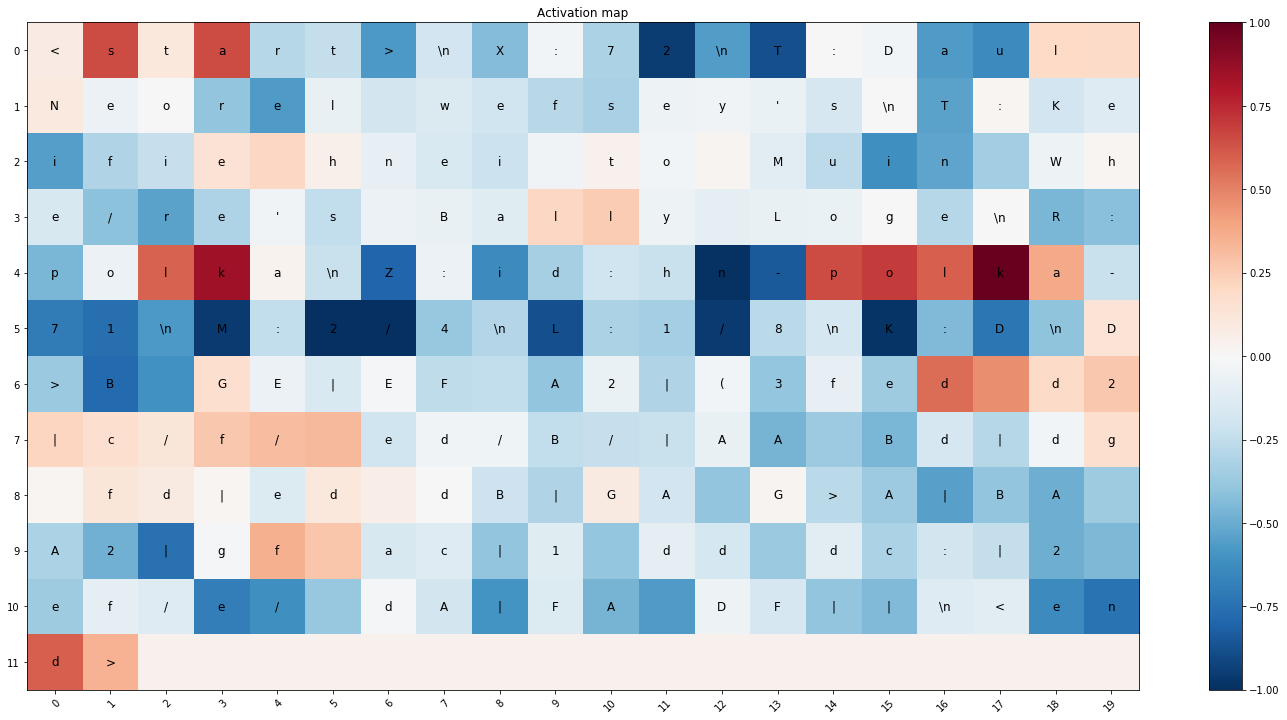 Activation map
0 < s t a r t > \n X : 7 2 \n T : D a u l
1 N e o r e l w e f s e y ' s \n T : K e
2 i f i e h n e i t o M u i n W h
3 e / r e ' s B a l l y L o g e \n R :
4 p o l k a \n Z : i d : h n - p o l k a -
5 7 1 \n M : 2 / 4 \n L : 1 / 8 \n K : D \n D
6 > B G E | E F A 2 | ( 3 f e d d 2
7 | c / f / e d / B / | A A B d | d g
8 f d | e d d B | G A G > A | B A
9 A 2 | g f a c | 1 d d d c : | 2
10 e f / e / d A | F A D F | | \n < e n
11 d >
0 1 2 3 4 5 6 7 8 9 10 11 12 13 14 15 16 17 18 19
1.00
0.75
0.50
0.25
0.00
−0.25
−0.50
−0.75
−1.00